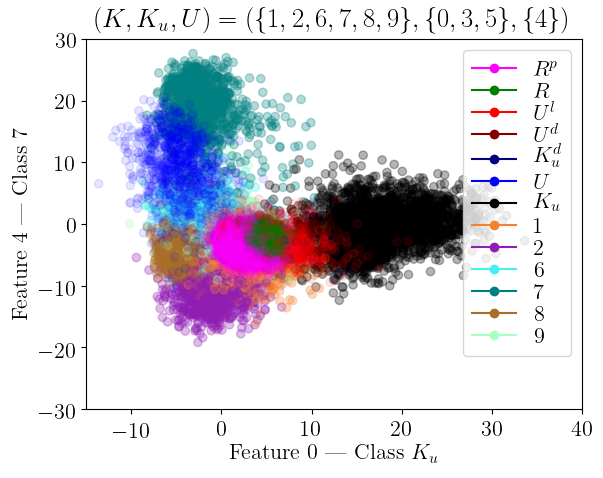 (K, K_u, U) = ({1, 2, 6, 7, 8, 9}, {0, 3, 5}, {4})
30
20
10
0
−10
−20
−30
Feature 4 — Class 7
−10
0
10
20
30
40
Feature 0 — Class K_u
R^p
R
U^l
U^d
K_u^d
U
K_u
1
2
6
7
8
9